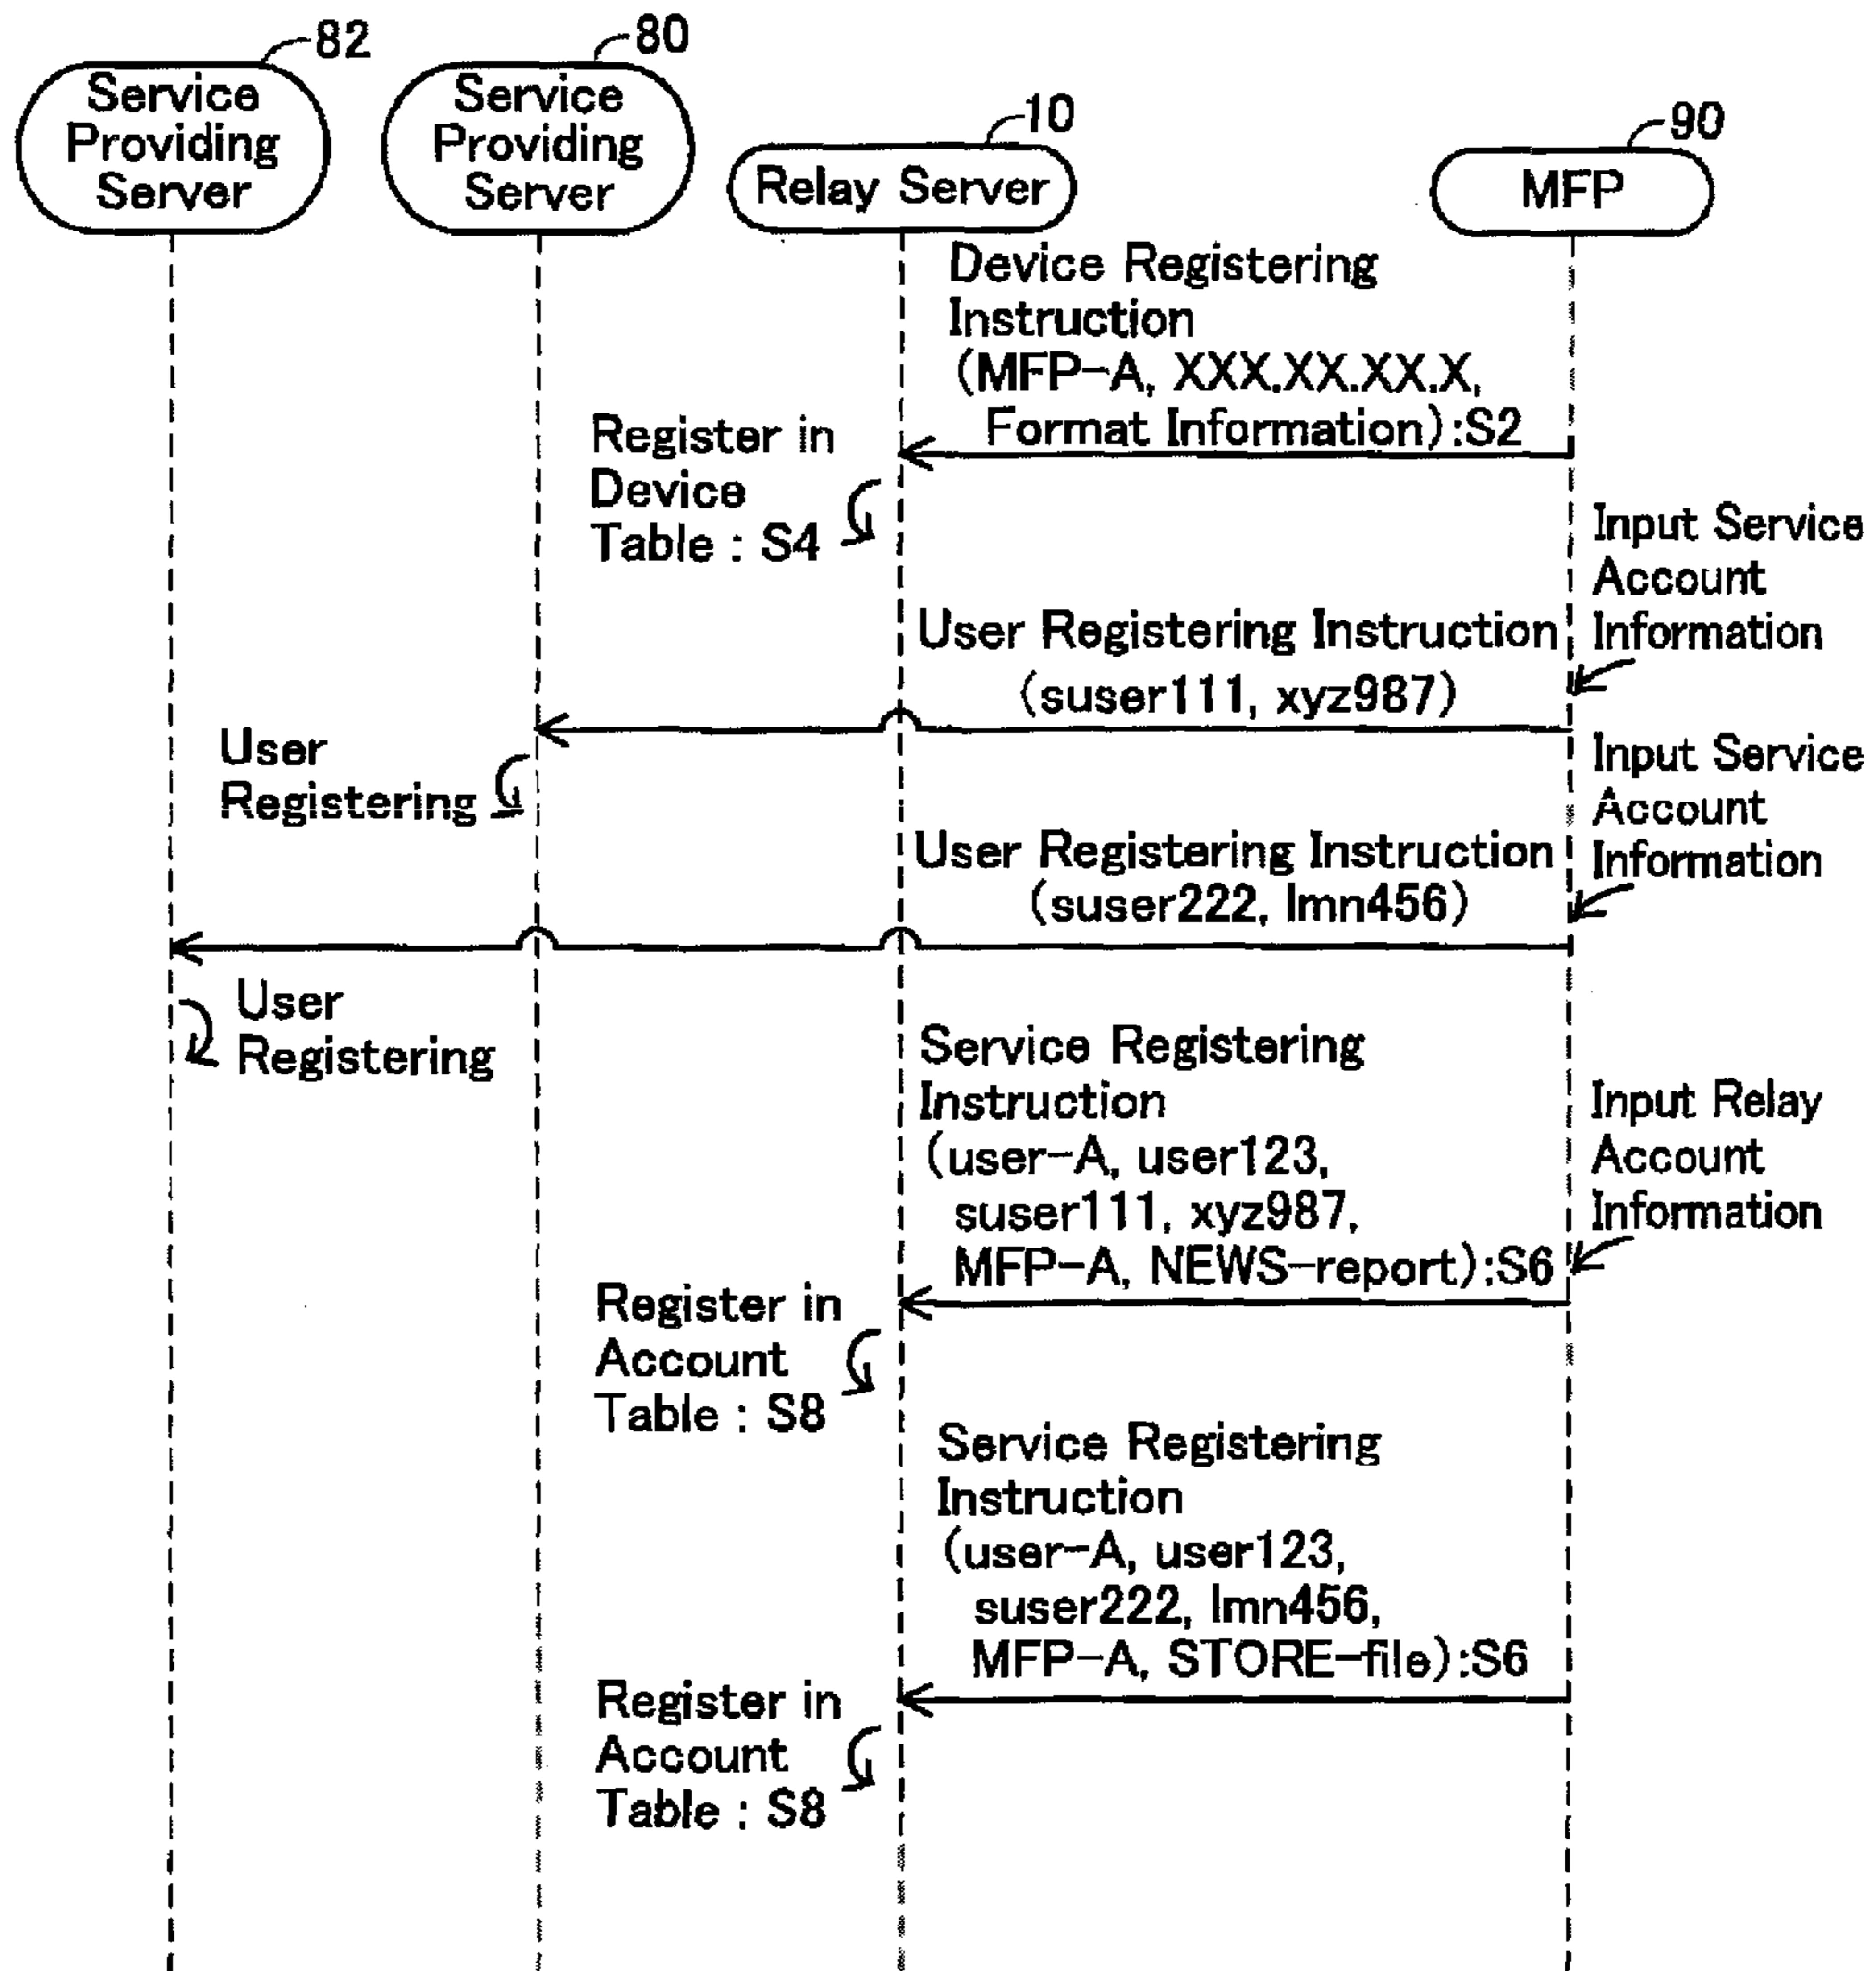 82
80
10
90
Service
Providing
Server
Service
Providing
Server
Relay Server
MFP
Device Registering
Instruction
(MFP-A, XXX.XX.XX.X,
Format Information):S2
Register in
Device
Table : S4
Input Service
Account
Information
User Registering Instruction
(suser111, xyz987)
User
Registering
Input Service
Account
Information
User Registering Instruction
(suser222, lmn456)
User
Registering
Service Registering
Instruction
(user-A, user123,
suser111, xyz987,
MFP-A, NEWS-report):S6
Input Relay
Account
Information
Register in
Account
Table : S8
Service Registering
Instruction
(user-A, user123,
suser222, lmn456,
MFP-A, STORE-file):S6
Register in
Account
Table : S8